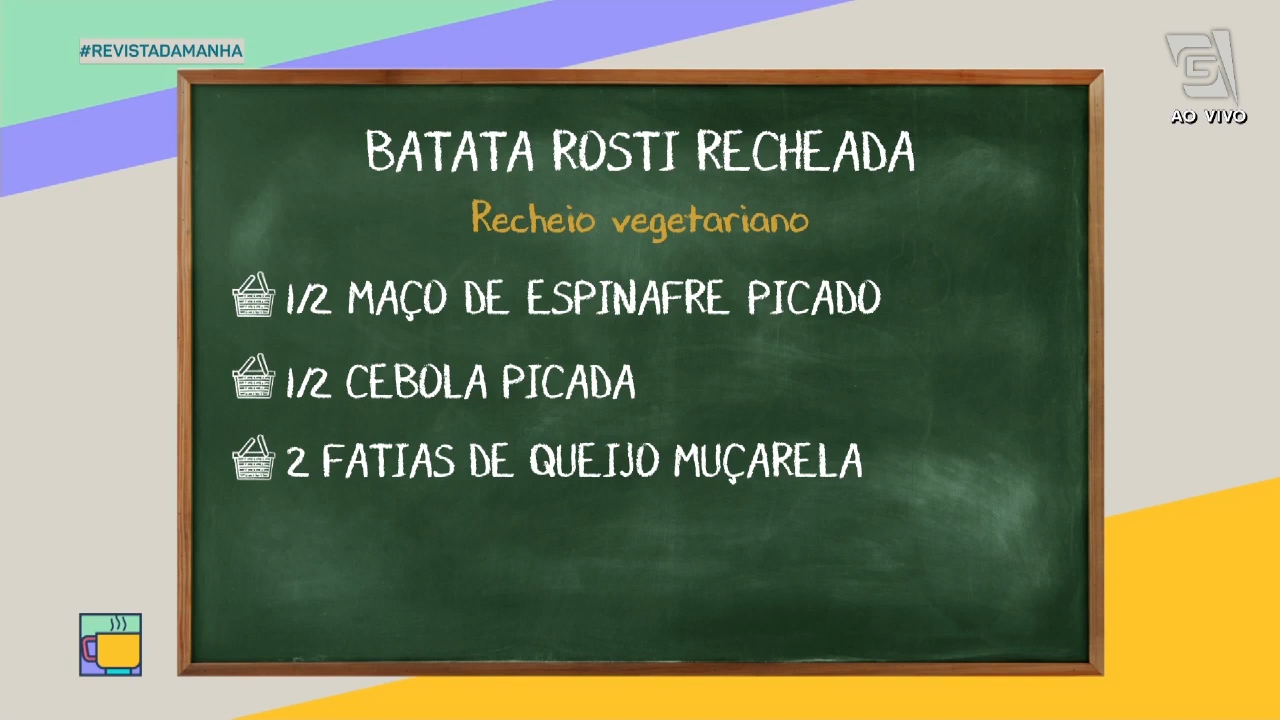 #REVISTADAMANHA
G
AO VIVO
BATATA ROSTI RECHEADA
Recheio vegetariano
1/2 MAÇO DE ESPINAFRE PICADO
1/2 CEBOLA PICADA
2 FATIAS DE QUEIJO MUÇARELA